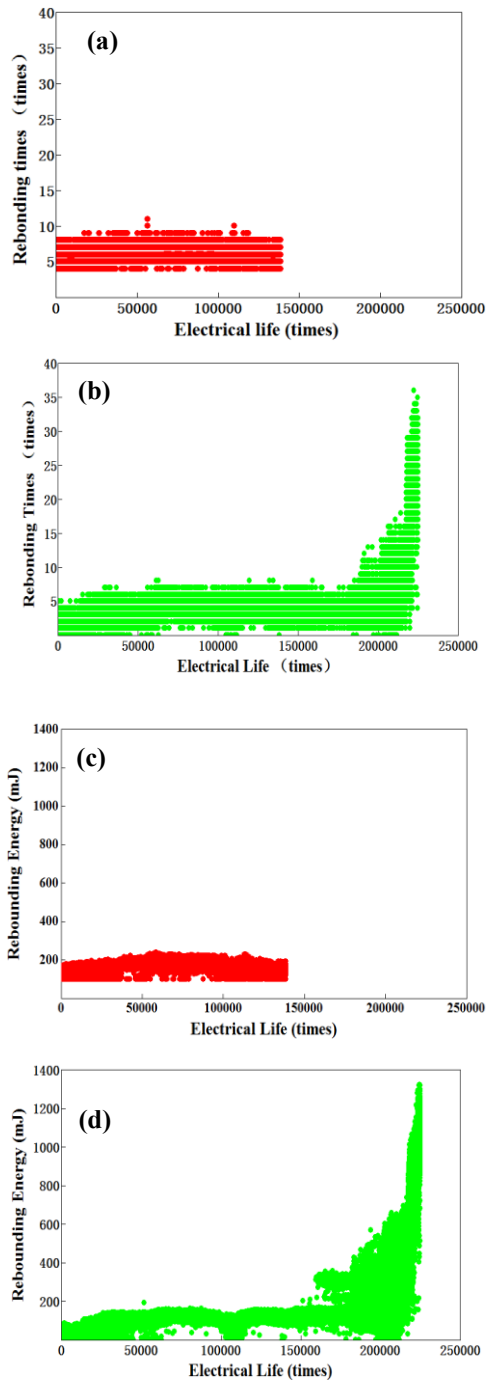 (a)
40
35
30
25
20
15
10
5
Rebonding times（times）
0 50000 100000 150000 200000 250000
Electrical life (times)
(b)
40
35
30
25
20
15
10
5
Rebonding Times（times）
0 50000 100000 150000 200000 250000
Electrical Life（times）
(c)
1400
1200
1000
800
600
400
200
Rebounding Energy (mJ)
0 50000 100000 150000 200000 250000
Electrical Life (times)
(d)
1400
1200
1000
800
600
400
200
Rebounding Energy (mJ)
0 50000 100000 150000 200000 250000
Electrical Life (times)